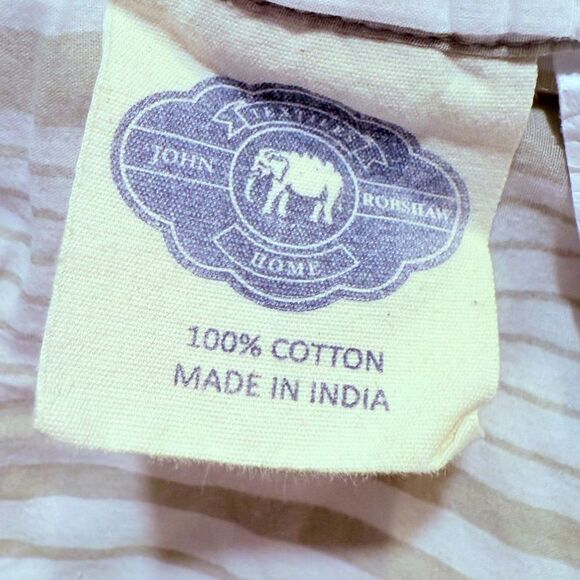 TEXTILES
JOHN
ROBSHAW
HOME
100% COTTON
MADE IN INDIA